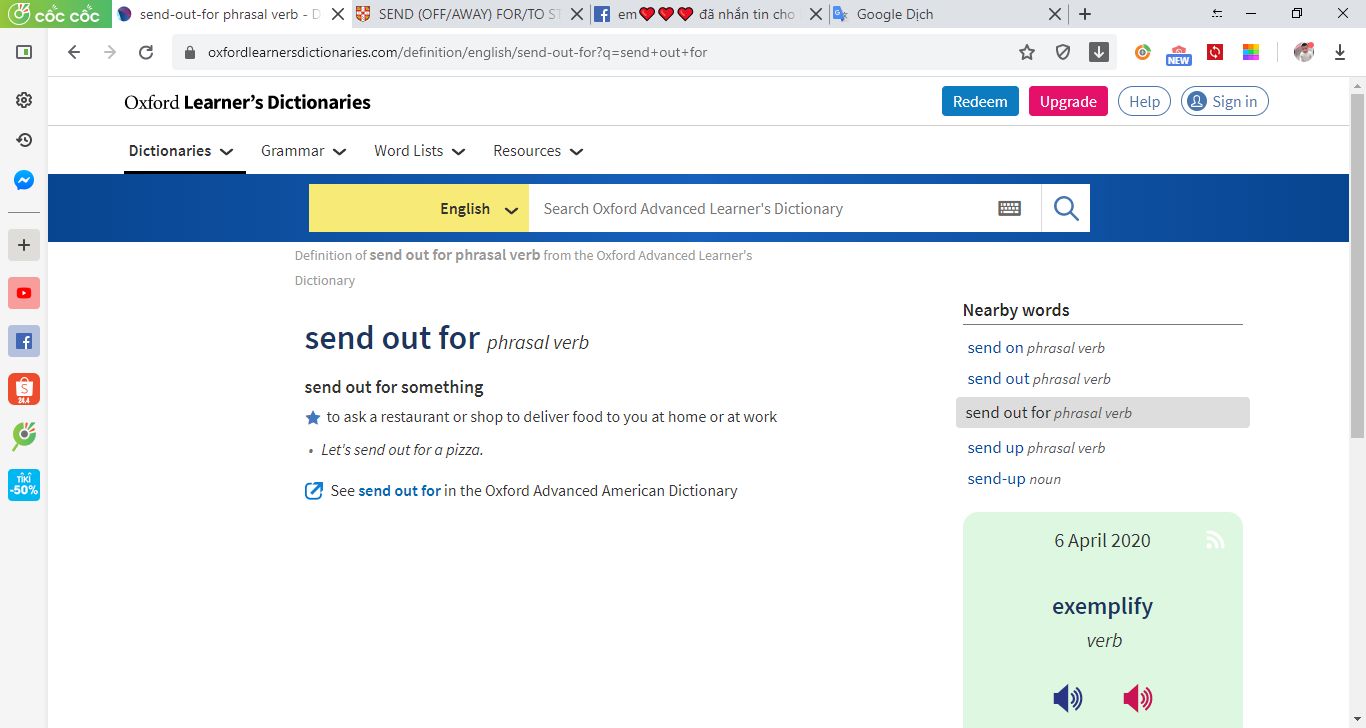 cốc cốc
send-out-for phrasal verb - D
SEND (OFF/AWAY) FOR/TO ST
em❤❤❤ đã nhắn tin cho
Google Dịch
oxfordlearnersdictionaries.com/definition/english/send-out-for?q=send+out+for
NEW
Oxford Learner's Dictionaries
Redeem
Upgrade
Help
Sign in
Dictionaries
Grammar
Word Lists
Resources
English
Search Oxford Advanced Learner's Dictionary
Definition of send out for phrasal verb from the Oxford Advanced Learner's
Dictionary
send out for phrasal verb
send out for something
to ask a restaurant or shop to deliver food to you at home or at work
• Let's send out for a pizza.
See send out for in the Oxford Advanced American Dictionary
Nearby words
send on phrasal verb
send out phrasal verb
send out for phrasal verb
send up phrasal verb
send-up noun
6 April 2020
exemplify
verb
S
24.4
TIKI
-50%